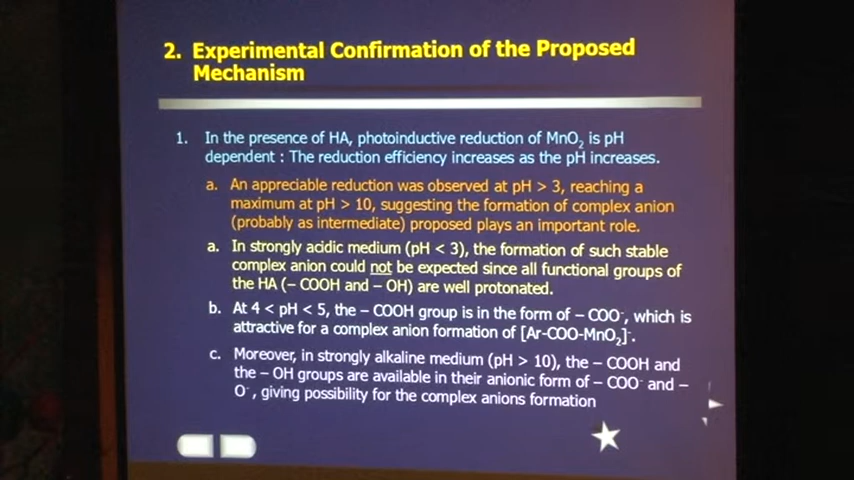 2. Experimental Confirmation of the Proposed
Mechanism
1. In the presence of HA, photoinductive reduction of MnO₂ is pH
dependent : The reduction efficiency increases as the pH increases.
a. An appreciable reduction was observed at pH > 3, reaching a
maximum at pH > 10, suggesting the formation of complex anion
(probably as intermediate) proposed plays an important role.
a. In strongly acidic medium (pH < 3), the formation of such stable
complex anion could not be expected since all functional groups of
the HA (– COOH and – OH) are well protonated.
b. At 4 < pH < 5, the – COOH group is in the form of – COO⁻, which is
attractive for a complex anion formation of [Ar-COO-MnO₂]⁻.
c. Moreover, in strongly alkaline medium (pH > 10), the – COOH and
the – OH groups are available in their anionic form of – COO⁻ and –
O⁻, giving possibility for the complex anions formation